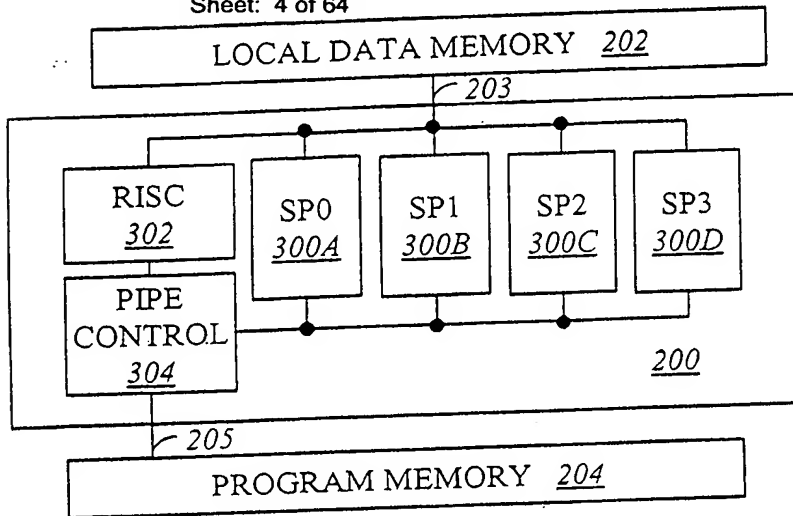 Sheet: 4 of 64
LOCAL DATA MEMORY 202
203
RISC
302
SP0
300A
SP1
300B
SP2
300C
SP3
300D
PIPE
CONTROL
304
200
205
PROGRAM MEMORY 204